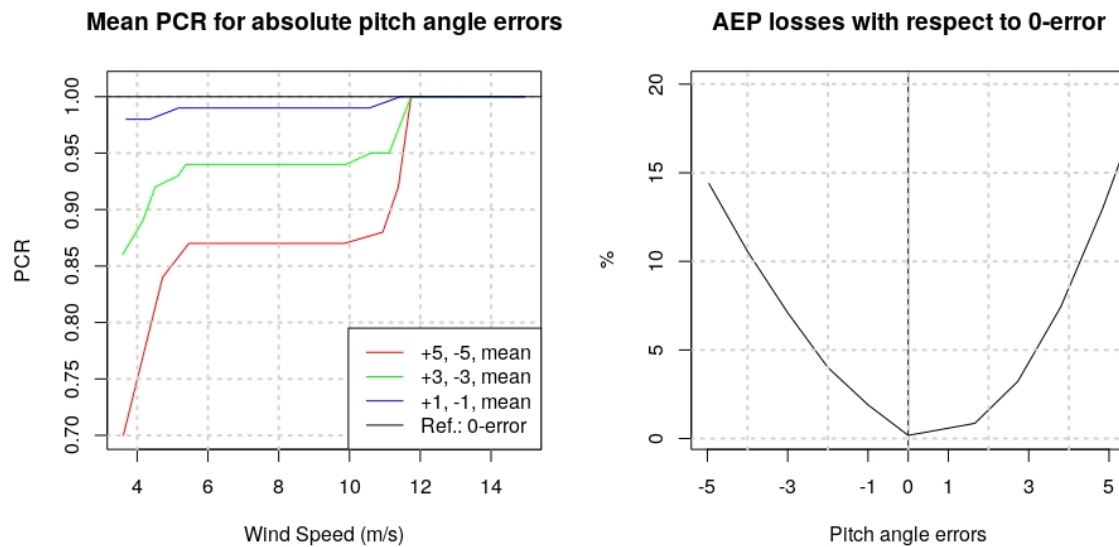 Mean PCR for absolute pitch angle errors
PCR
1.00
0.95
0.90
0.85
0.80
0.75
0.70
+5, -5, mean
+3, -3, mean
+1, -1, mean
Ref.: 0-error
4 6 8 10 12 14
Wind Speed (m/s)
AEP losses with respect to 0-error
%
20
15
10
5
0
-5 -3 -1 0 1 3 5
Pitch angle errors